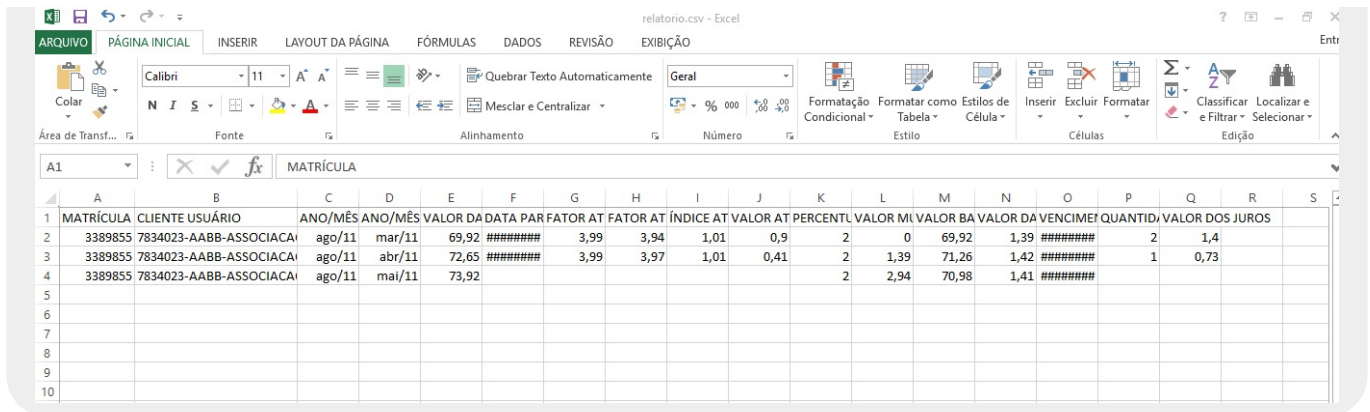 relatorio.csv - Excel
ARQUIVO PÁGINA INICIAL INSERIR LAYOUT DA PÁGINA FÓRMULAS DADOS REVISÃO EXIBIÇÃO Entr
Colar Calibri 11 Quebrar Texto Automaticamente Geral Formatação Condicional Formatar como Tabela Estilos de Célula Inserir Excluir Formatar Classificar e Filtrar Localizar e Selecionar
N I S A Mesclar e Centralizar % 000
Área de Transf... Fonte Alinhamento Número Estilo Células Edição
A1 fx MATRÍCULA
A B C D E F G H I J K L M N O P Q R S
1 MATRÍCULA CLIENTE USUÁRIO ANO/MÊS ANO/MÊS VALOR DA DATA PAR FATOR AT FATOR AT ÍNDICE AT VALOR AT PERCENTU VALOR MU VALOR BA VALOR DA VENCIMEN QUANTIDA VALOR DOS JUROS
2 3389855 7834023-AABB-ASSOCIACA ago/11 mar/11 69,92 ######## 3,99 3,94 1,01 0,9 2 0 69,92 1,39 ######## 2 1,4
3 3389855 7834023-AABB-ASSOCIACA ago/11 abr/11 72,65 ######## 3,99 3,97 1,01 0,41 2 1,39 71,26 1,42 ######## 1 0,73
4 3389855 7834023-AABB-ASSOCIACA ago/11 mai/11 73,92 2 2,94 70,98 1,41 ########
5
6
7
8
9
10